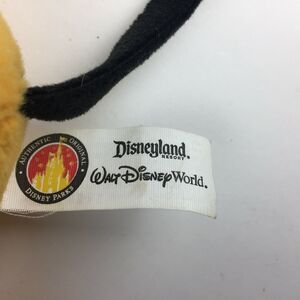 AUTHENTIC ORIGINAL
DISNEY PARKS
Disneyland
RESORT
WALT DISNEY World.